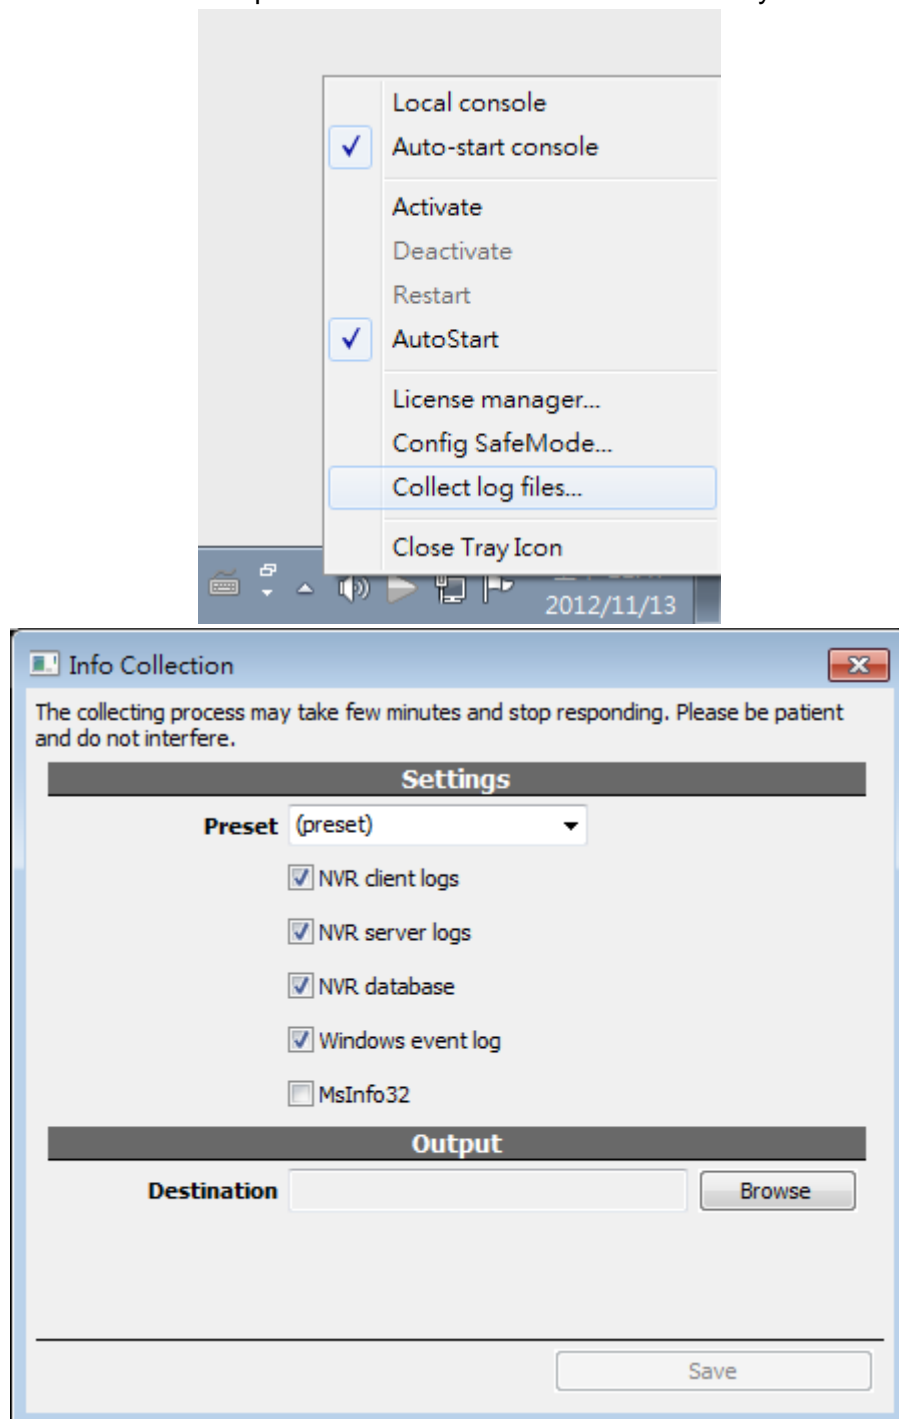 Local console
Auto-start console
Activate
Deactivate
Restart
AutoStart
License manager...
Config SafeMode...
Collect log files...
Close Tray Icon
2012/11/13
Info Collection
The collecting process may take few minutes and stop responding. Please be patient
and do not interfere.
Settings
Preset (preset)
NVR client logs
NVR server logs
NVR database
Windows event log
MsInfo32
Output
Destination Browse
Save